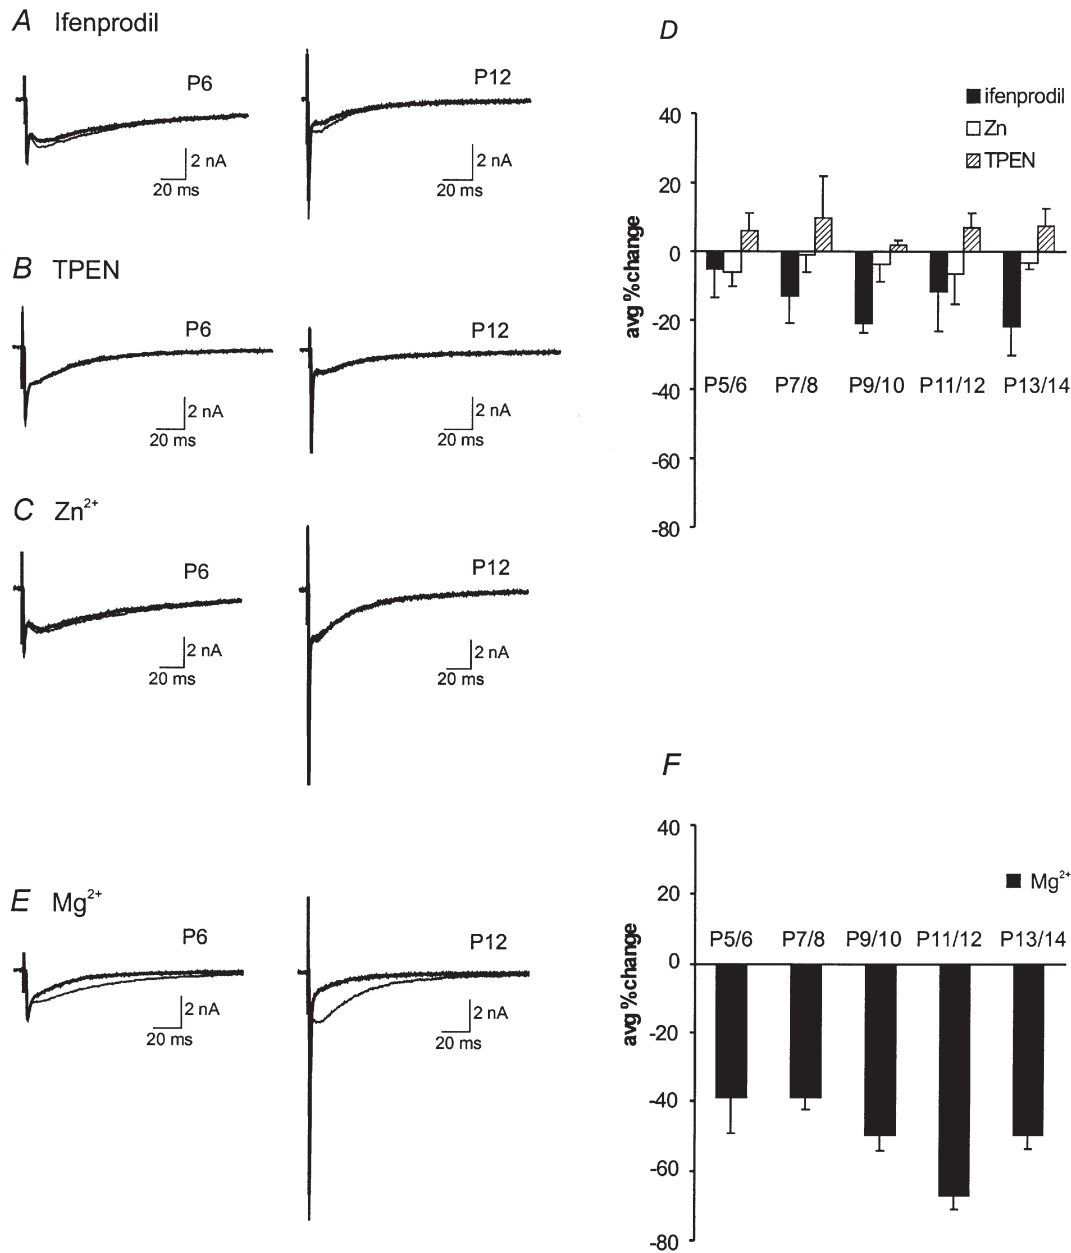 A Ifenprodil
P6
P12
2 nA
20 ms
2 nA
20 ms
B TPEN
P6
P12
2 nA
20 ms
2 nA
20 ms
C Zn²⁺
P6
P12
2 nA
20 ms
2 nA
20 ms
E Mg²⁺
P6
P12
2 nA
20 ms
2 nA
20 ms
D
ifenprodil
Zn
TPEN
avg %change
40
20
0
-20
-40
-60
-80
P5/6 P7/8 P9/10 P11/12 P13/14
F
Mg²⁺
avg %change
40
20
0
-20
-40
-60
-80
P5/6 P7/8 P9/10 P11/12 P13/14